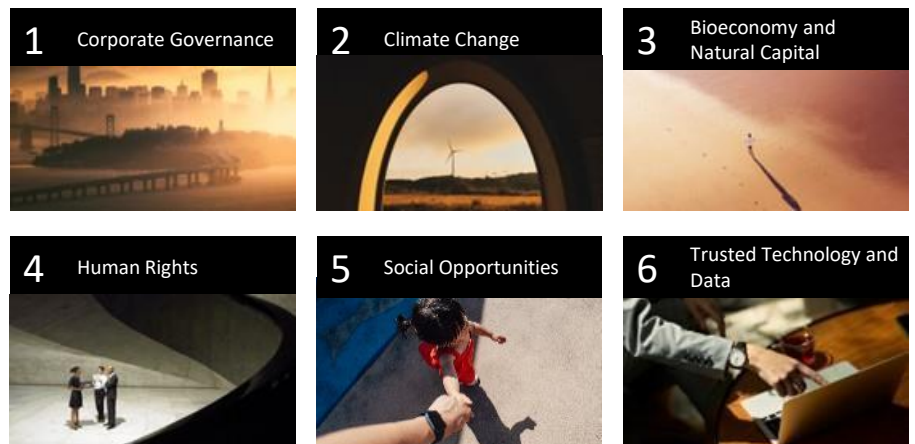 1 Corporate Governance
2 Climate Change
3 Bioeconomy and
Natural Capital
4 Human Rights
5 Social Opportunities
6 Trusted Technology and
Data